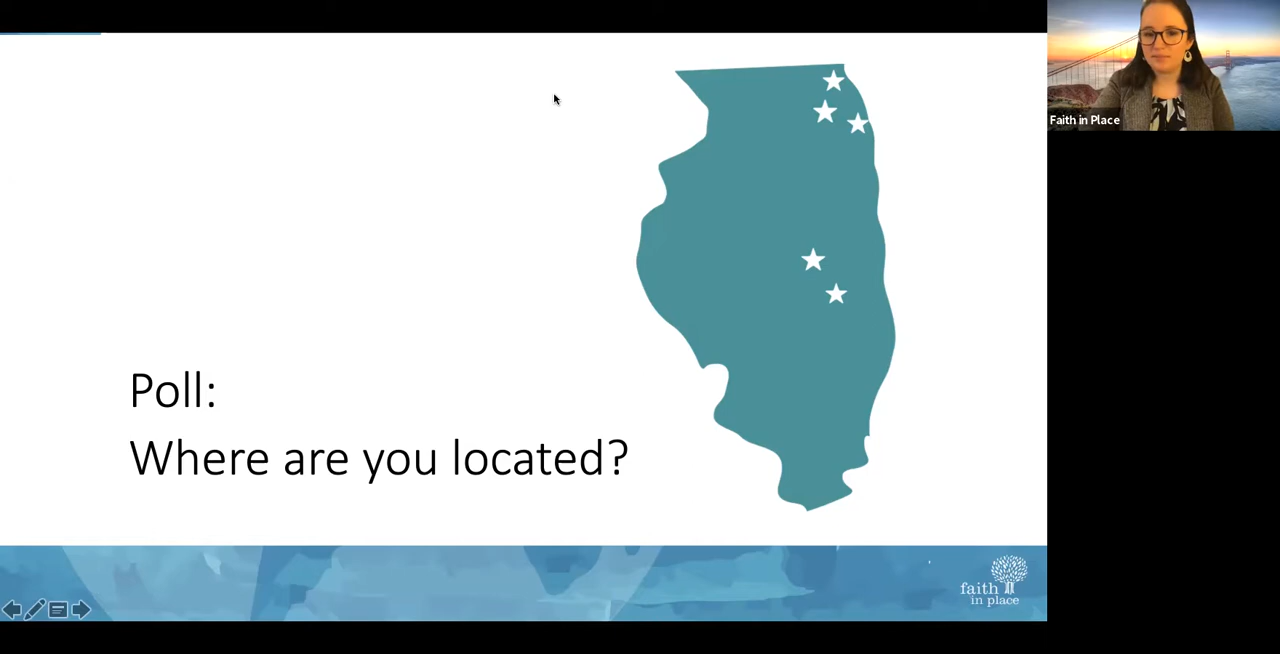 Faith in Place
Poll:
Where are you located?
faith
in place